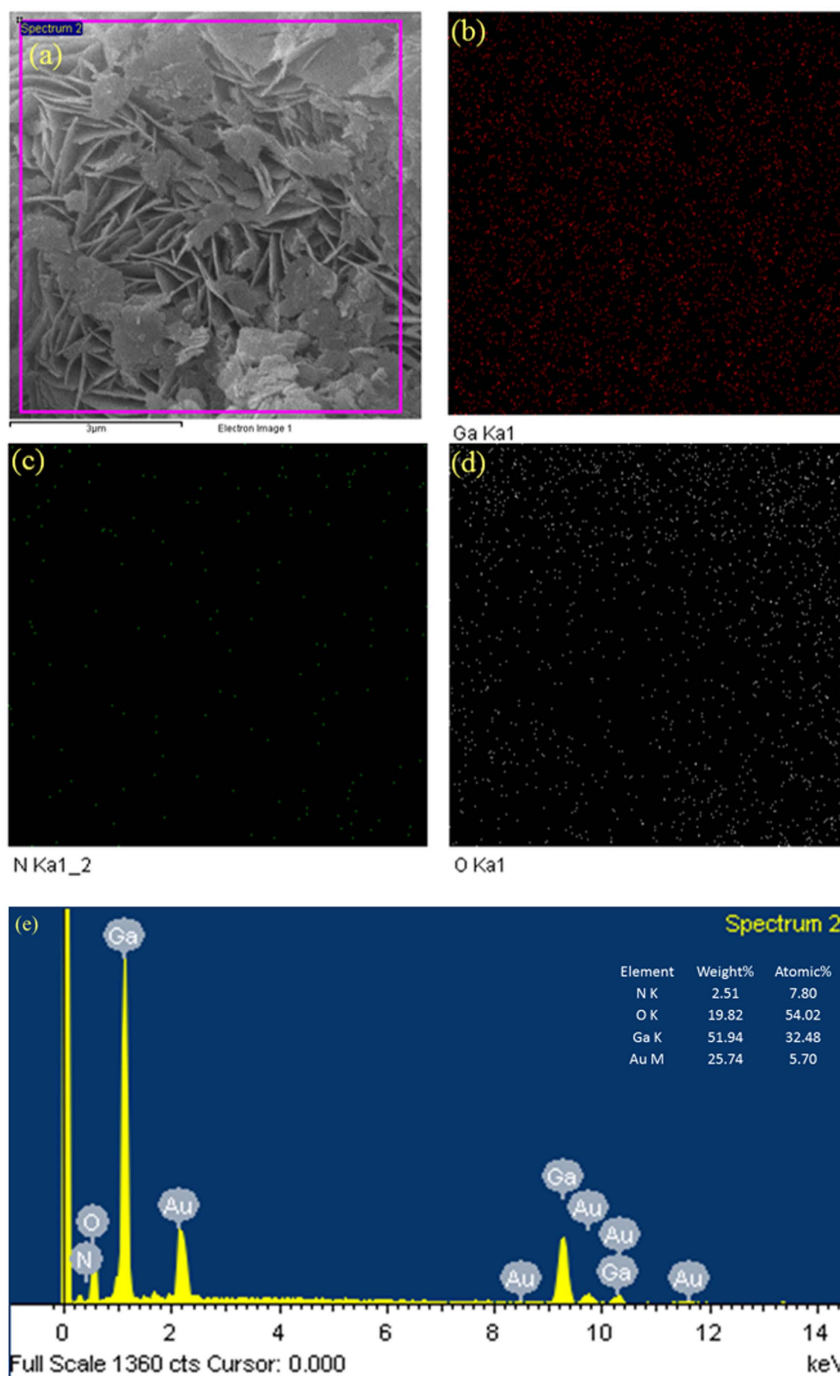 Spectrum 2
(a)
(b)
3μm
Electron Image 1
Ga Ka1
(c)
(d)
N Ka1_2
O Ka1
(e)
Spectrum 2
Element Weight% Atomic%
N K 2.51 7.80
O K 19.82 54.02
Ga K 51.94 32.48
Au M 25.74 5.70
Ga
O
N
Au
Ga
Au
Au
Au
Ga
Au
0 2 4 6 8 10 12 14
Full Scale 1360 cts Cursor: 0.000
keV